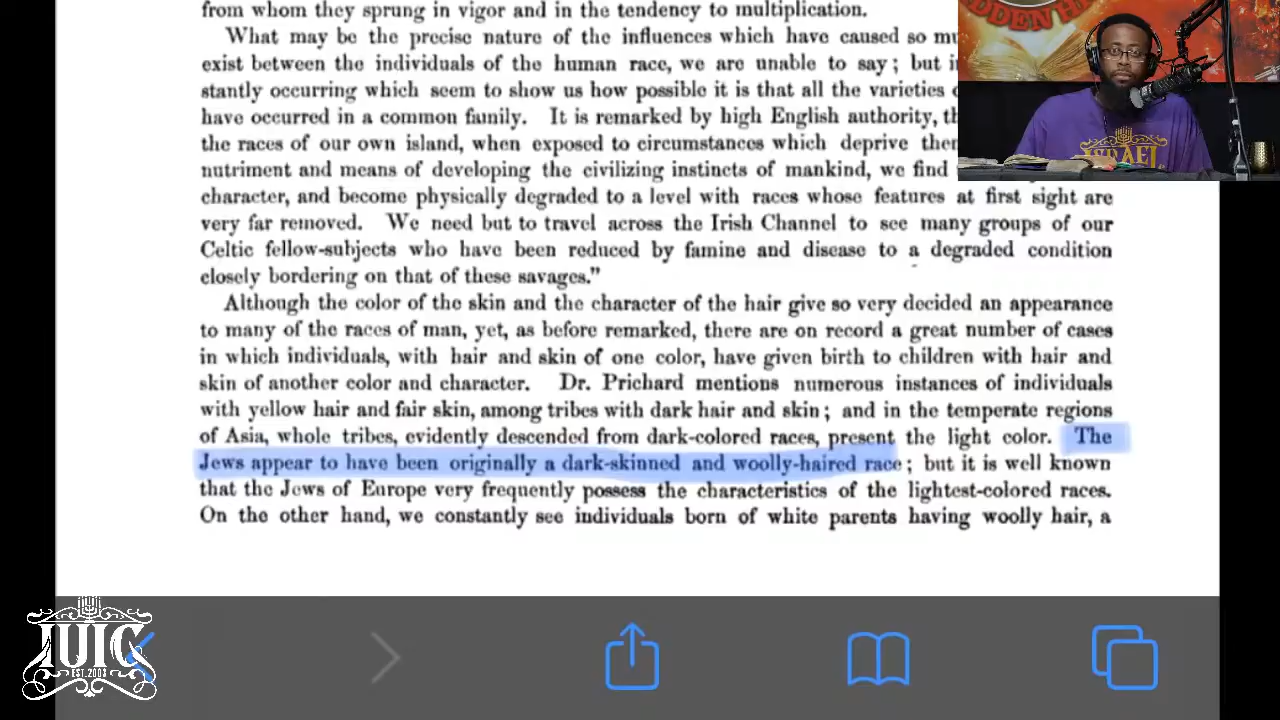 from whom they sprung in vigor and in the tendency to multiplication.
What may be the precise nature of the influences which have caused so
exist between the individuals of the human race, we are unable to say; but
stantly occurring which seem to show us how possible it is that all the varieties
have occurred in a common family. It is remarked by high English authority,
the races of our own island, when exposed to circumstances which deprive
nutriment and means of developing the civilizing instincts of mankind, we find
character, and become physically degraded to a level with races whose features at first sight are
very far removed. We need but to travel across the Irish Channel to see many groups of our
Celtic fellow-subjects who have been reduced by famine and disease to a degraded condition
closely bordering on that of these savages."
Although the color of the skin and the character of the hair give so very decided an appearance
to many of the races of man, yet, as before remarked, there are on record a great number of cases
in which individuals, with hair and skin of one color, have given birth to children with hair and
skin of another color and character. Dr. Prichard mentions numerous instances of individuals
with yellow hair and fair skin, among tribes with dark hair and skin; and in the temperate regions
of Asia, whole tribes, evidently descended from dark-colored races, present the light color. The
Jews appear to have been originally a dark-skinned and woolly-haired race; but it is well known
that the Jews of Europe very frequently possess the characteristics of the lightest-colored races.
On the other hand, we constantly see individuals born of white parents having woolly hair, a
ISRAEL
IUIC
EST. 2003